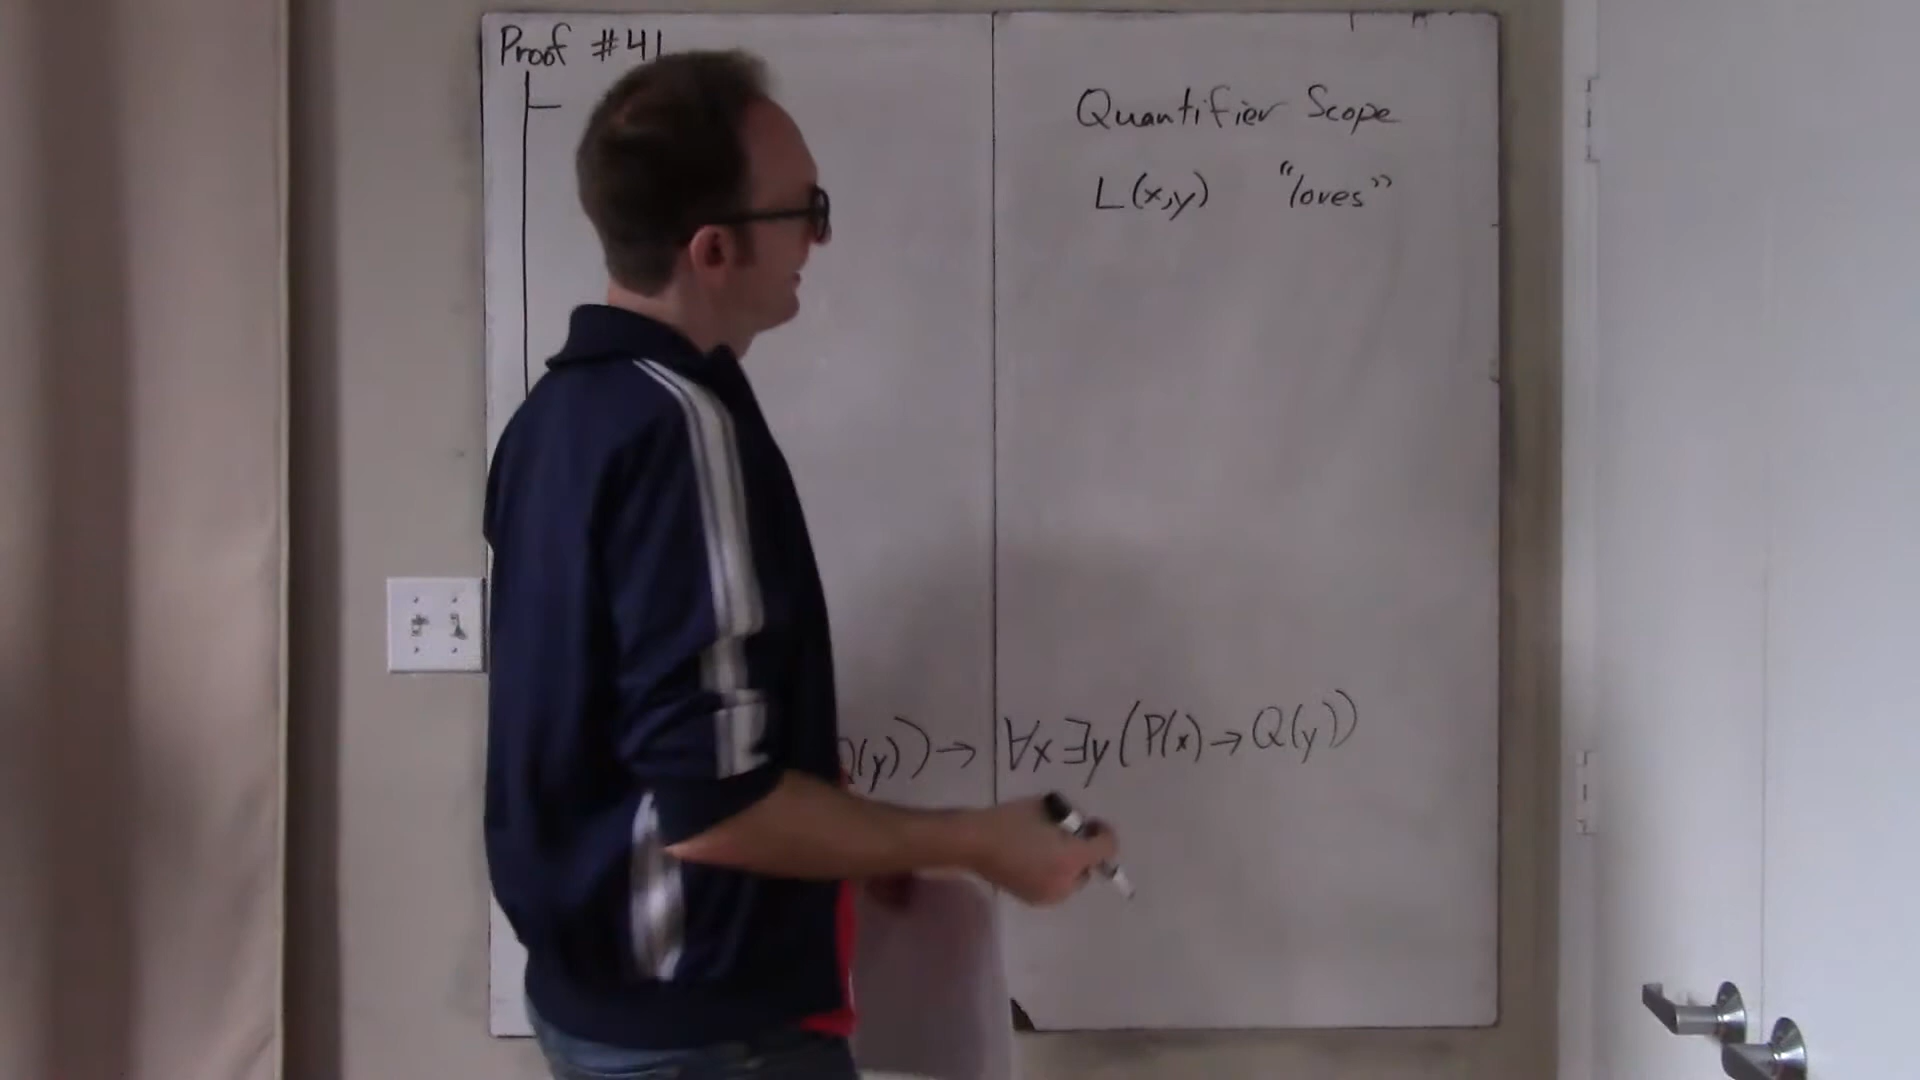 Proof #41
Quantifier Scope
L(x,y) "loves"
Q(y)) → ∀x∃y(P(x)→Q(y))